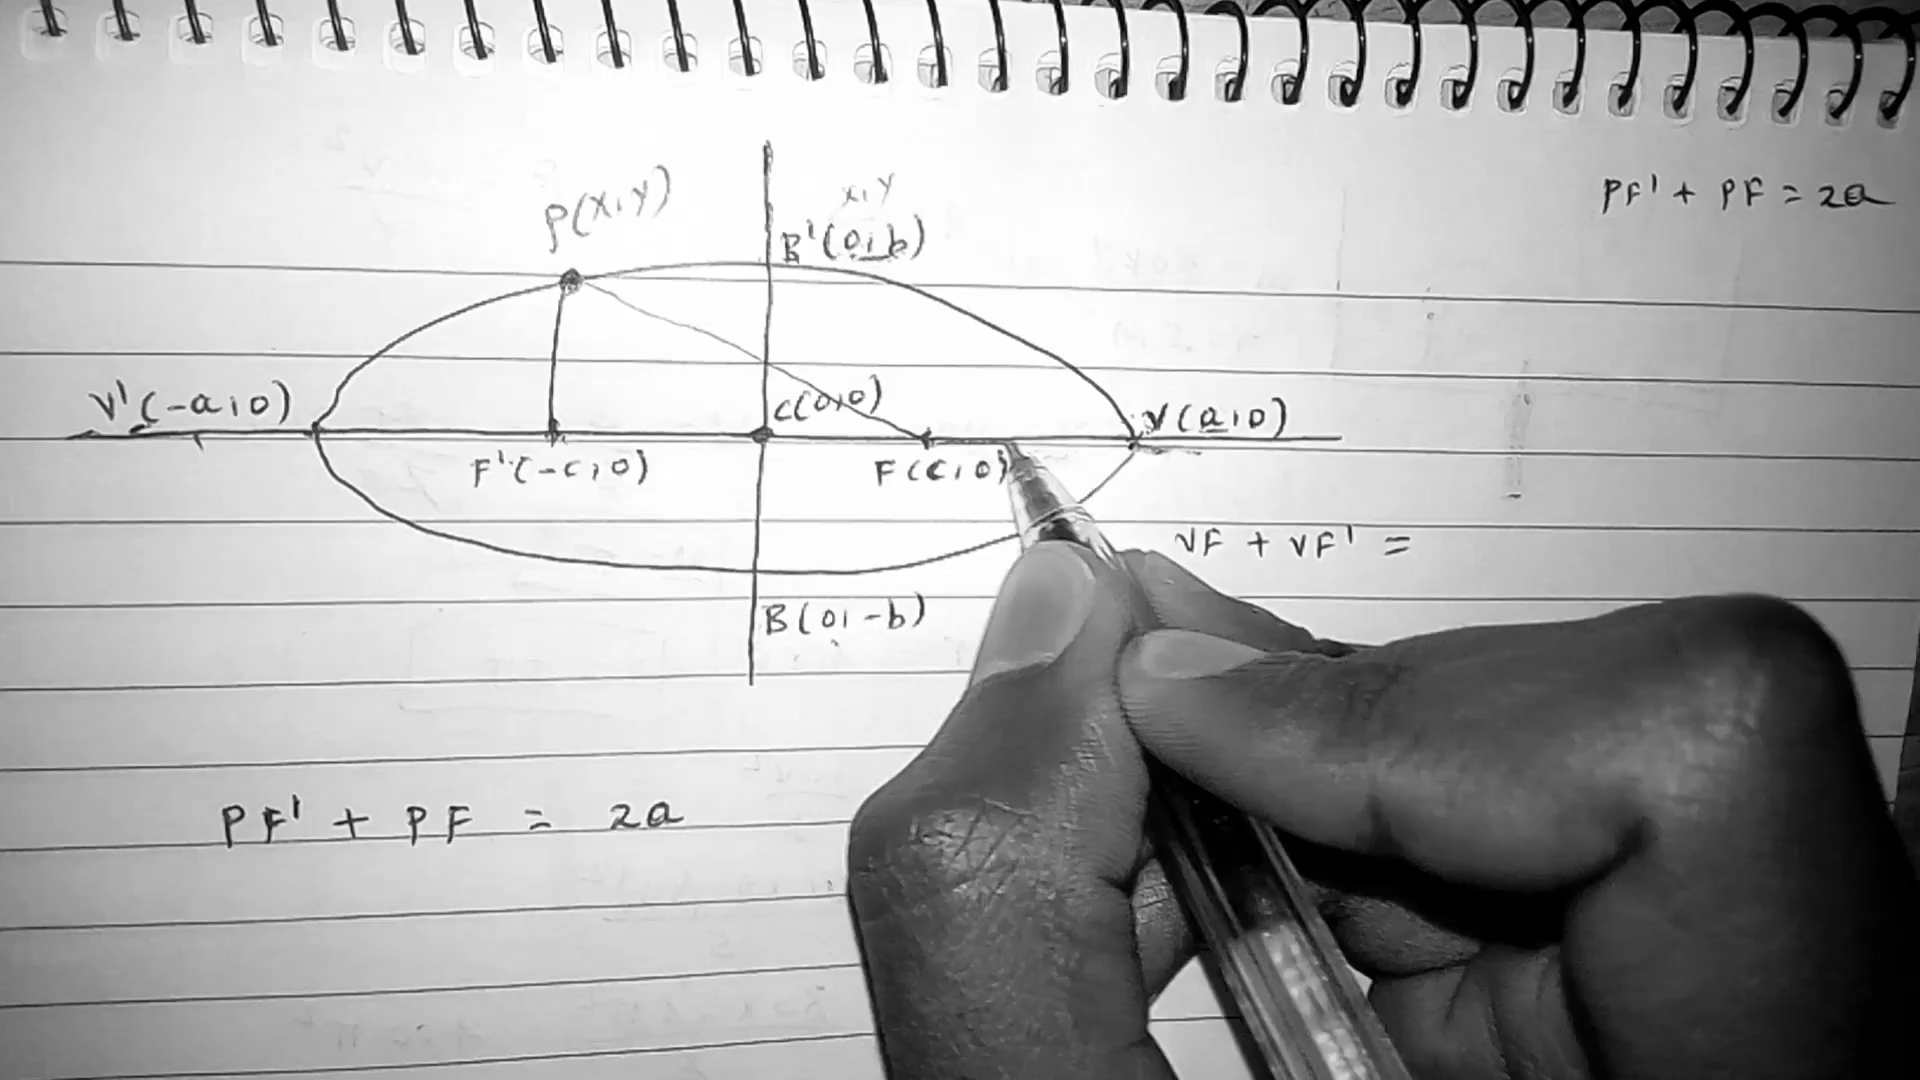 PF' + PF = 2a
P(x, y)
x, y
B'(0, b)
V'(-a, 0)
C(0, 0)
V(a, 0)
F'(-c, 0)
F(c, 0)
VF + VF' =
B(0, -b)
PF' + PF = 2a